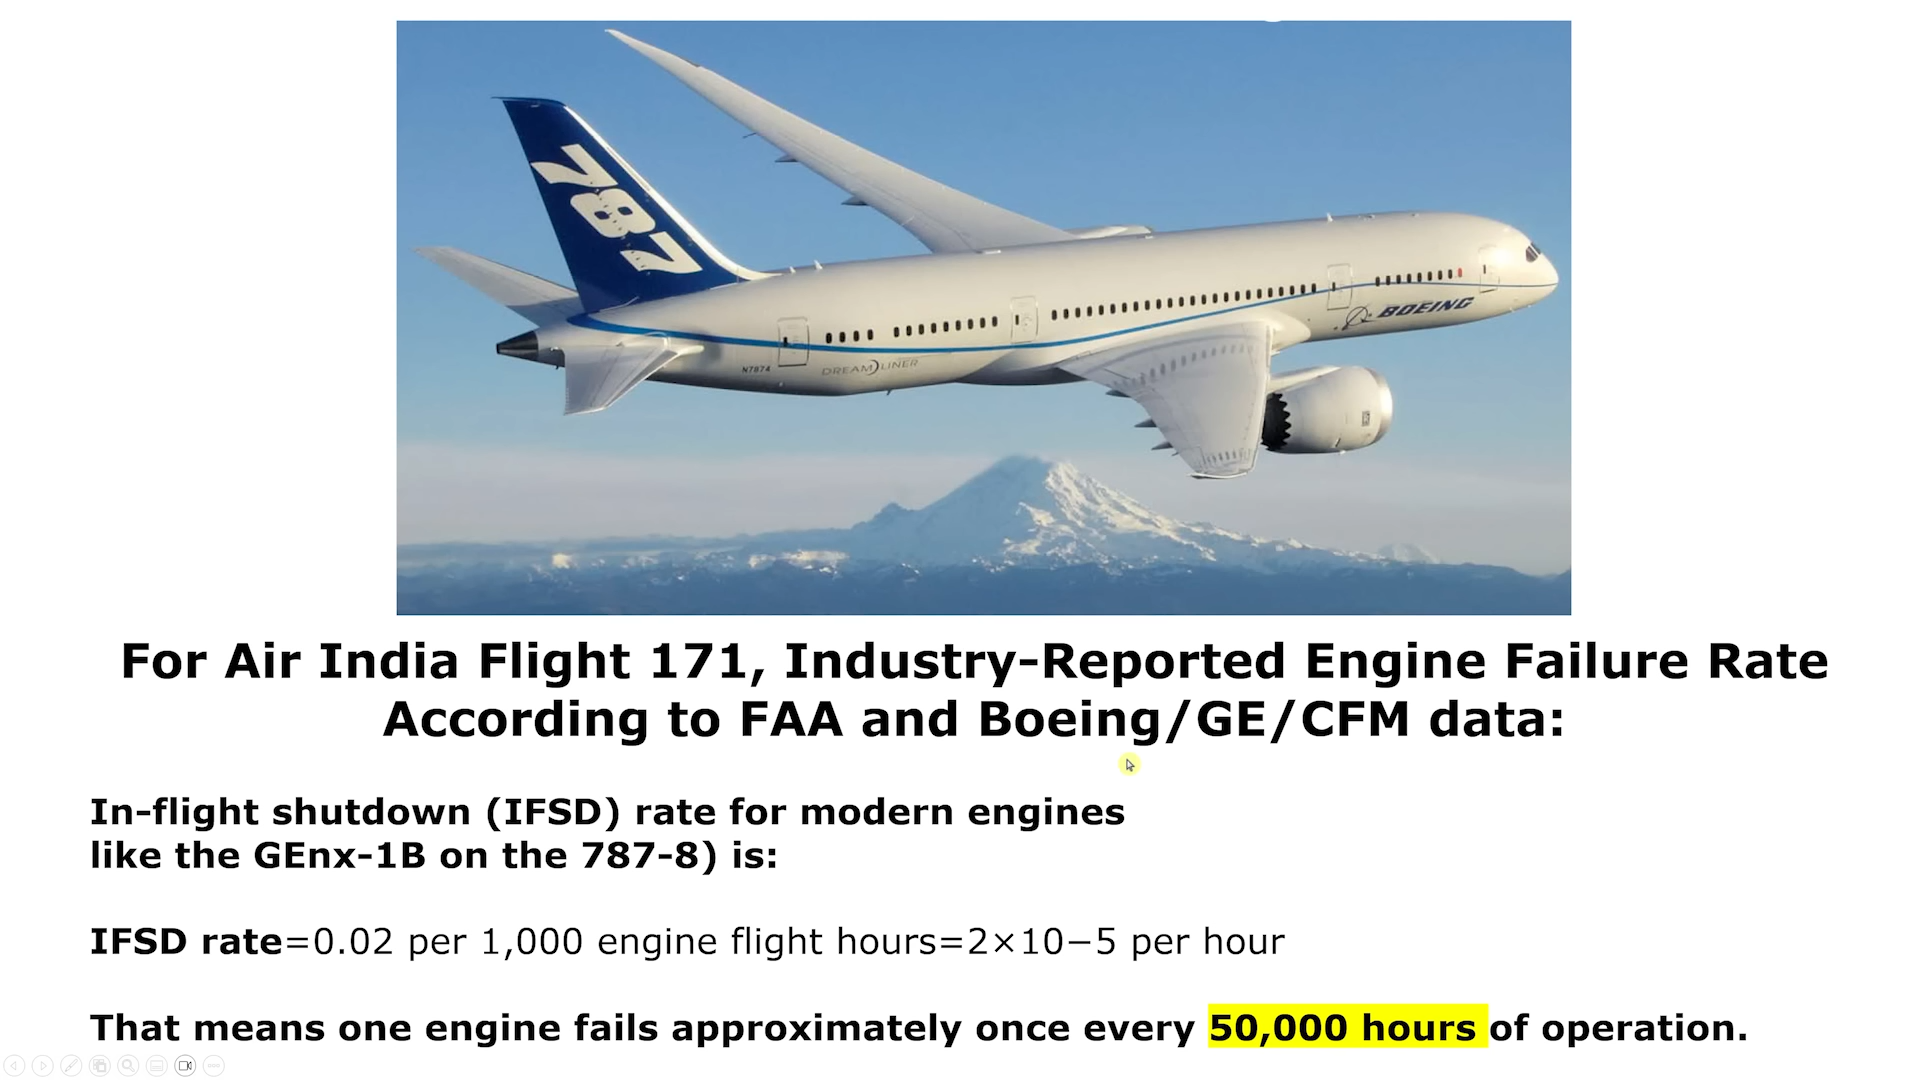 787
BOEING
N7874
DREAMLINER
For Air India Flight 171, Industry-Reported Engine Failure Rate
According to FAA and Boeing/GE/CFM data:
In-flight shutdown (IFSD) rate for modern engines
like the GEnx-1B on the 787-8) is:
IFSD rate=0.02 per 1,000 engine flight hours=2×10−5 per hour
That means one engine fails approximately once every 50,000 hours of operation.